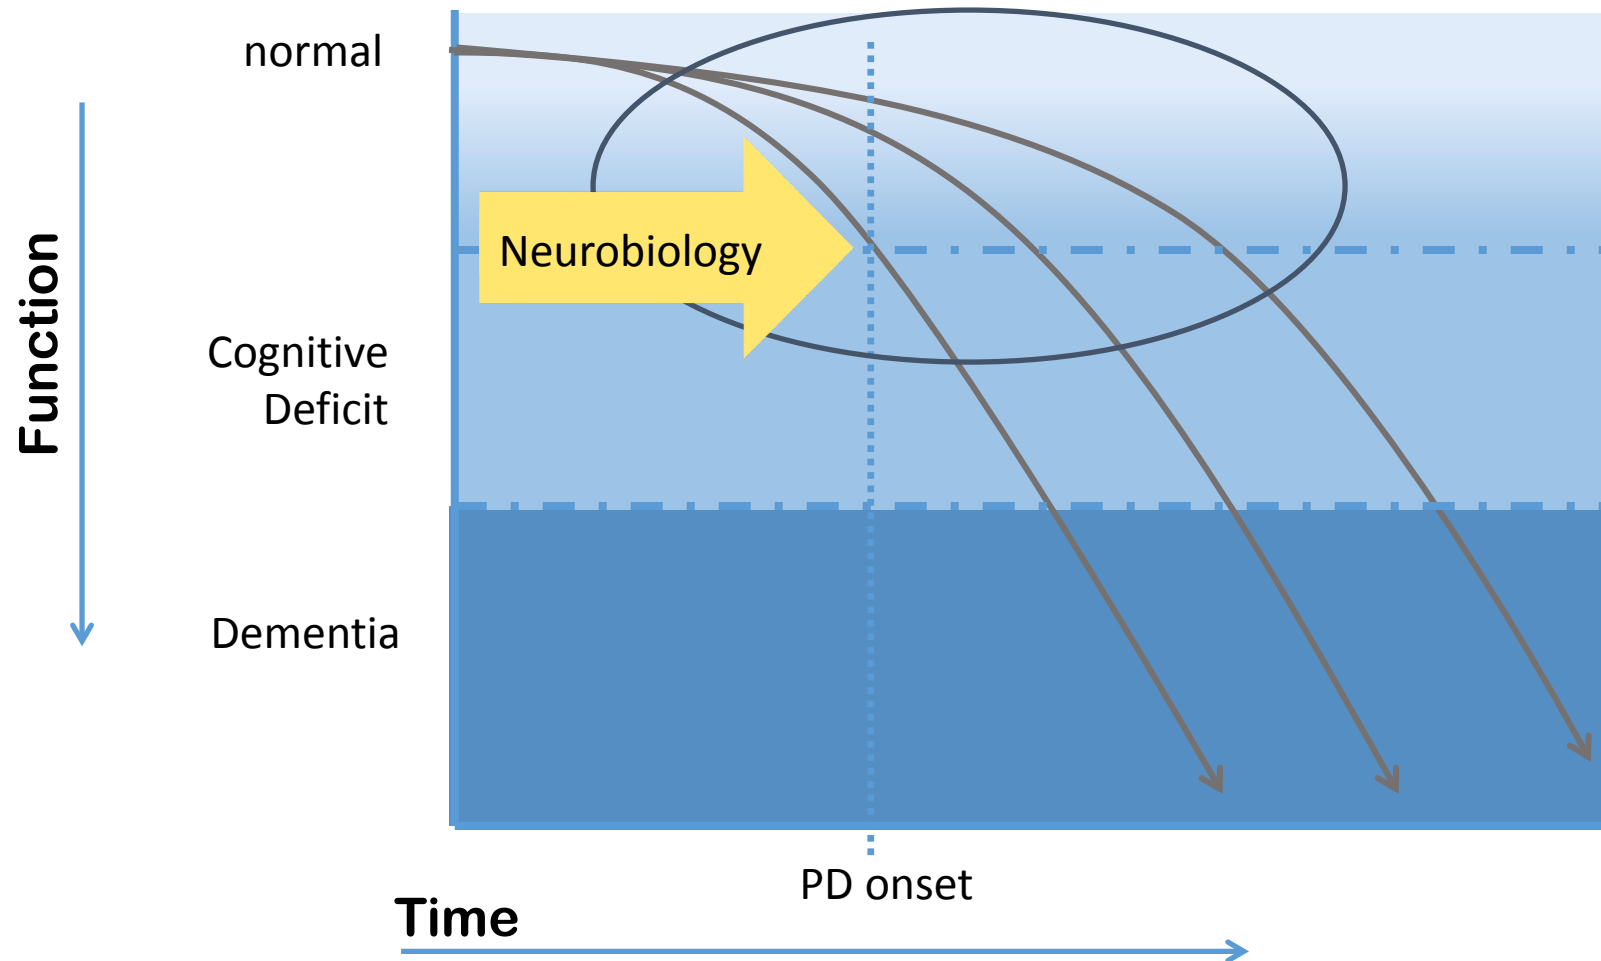 normal
Function
Neurobiology
Cognitive
Deficit
Dementia
PD onset
Time